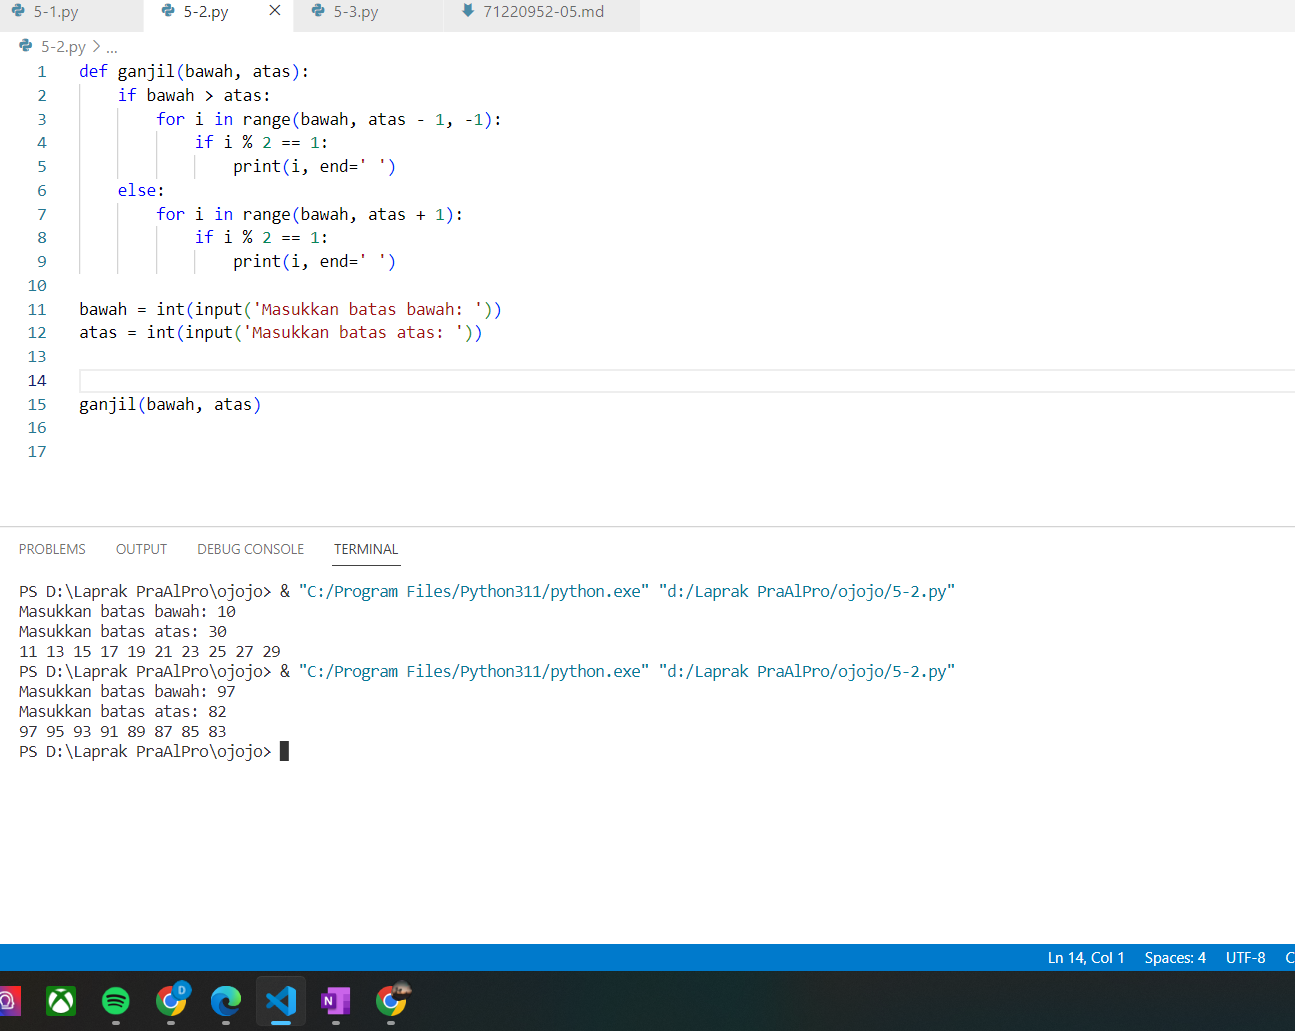 5-1.py 5-2.py 5-3.py 71220952-05.md
5-2.py > ...
1 def ganjil(bawah, atas):
2     if bawah > atas:
3         for i in range(bawah, atas - 1, -1):
4             if i % 2 == 1:
5                 print(i, end=' ')
6     else:
7         for i in range(bawah, atas + 1):
8             if i % 2 == 1:
9                 print(i, end=' ')
10
11 bawah = int(input('Masukkan batas bawah: '))
12 atas = int(input('Masukkan batas atas: '))
13
14
15 ganjil(bawah, atas)
16
17
PROBLEMS OUTPUT DEBUG CONSOLE TERMINAL
PS D:\Laprak PraAlPro\ojojo> & "C:/Program Files/Python311/python.exe" "d:/Laprak PraAlPro/ojojo/5-2.py"
Masukkan batas bawah: 10
Masukkan batas atas: 30
11 13 15 17 19 21 23 25 27 29
PS D:\Laprak PraAlPro\ojojo> & "C:/Program Files/Python311/python.exe" "d:/Laprak PraAlPro/ojojo/5-2.py"
Masukkan batas bawah: 97
Masukkan batas atas: 82
97 95 93 91 89 87 85 83
PS D:\Laprak PraAlPro\ojojo>
Ln 14, Col 1 Spaces: 4 UTF-8 C
D
N